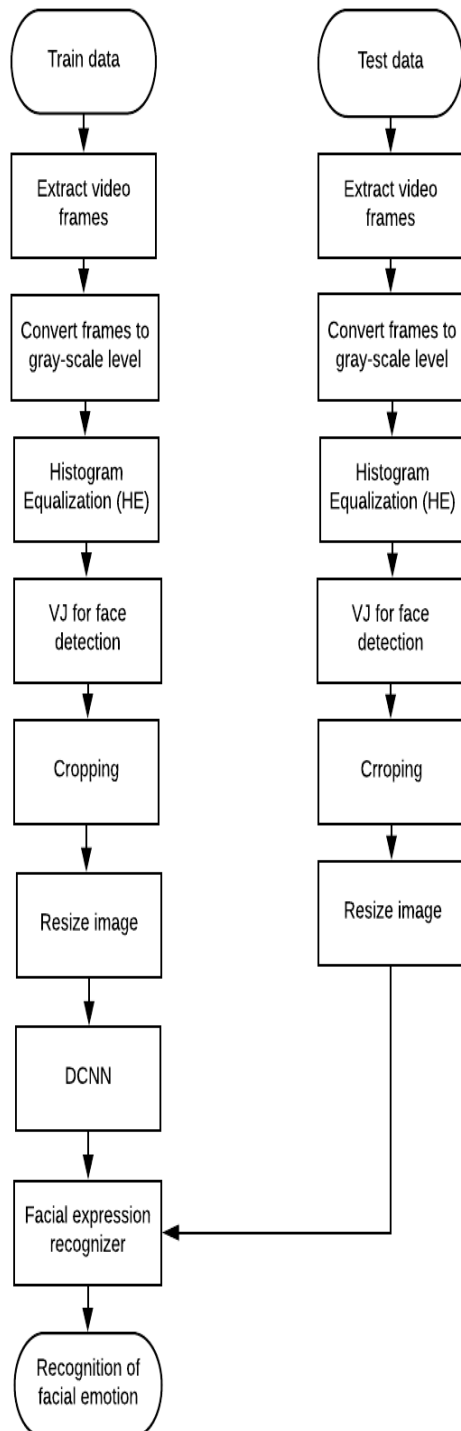 Train data
Extract video
frames
Convert frames to
gray-scale level
Histogram
Equalization (HE)
VJ for face
detection
Cropping
Resize image
DCNN
Facial expression
recognizer
Recognition of
facial emotion
Test data
Extract video
frames
Convert frames to
gray-scale level
Histogram
Equalization (HE)
VJ for face
detection
Crroping
Resize image